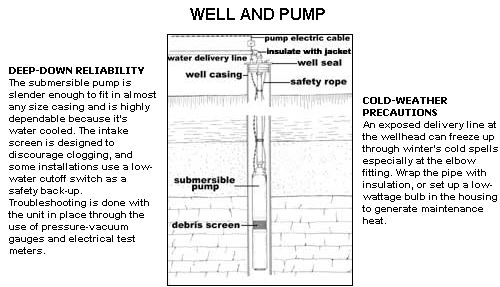 WELL AND PUMP
DEEP-DOWN RELIABILITY
The submersible pump is
slender enough to fit in almost
any size casing and is highly
dependable because it's
water cooled. The intake
screen is designed to
discourage clogging, and
some installations use a low-
water cutoff switch as a
safety back-up.
Troubleshooting is done with
the unit in place through the
use of pressure-vacuum
gauges and electrical test
meters.
pump electric cable
insulate with jacket
water delivery line
well seal
well casing
safety rope
submersible
pump
debris screen
COLD-WEATHER
PRECAUTIONS
An exposed delivery line at
the wellhead can freeze up
through winter's cold spells
especially at the elbow
fitting. Wrap the pipe with
insulation, or set up a low-
wattage bulb in the housing
to generate maintenance
heat.